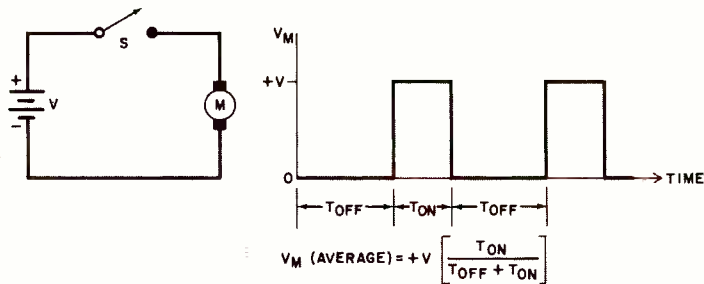 S
+
V
−
M
V_M
+V
0
TIME
T_OFF T_ON T_OFF
V_M (AVERAGE) = +V [ T_ON / T_OFF + T_ON ]